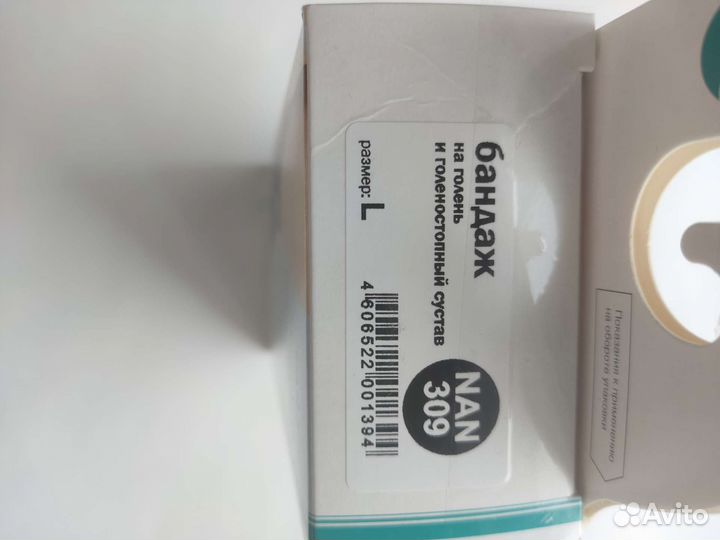 бандаж
на голень
и голеностопный сустав
размер: L
NAN
309
4 606522 001394
Показания к применению
на обороте упаковки
Avito